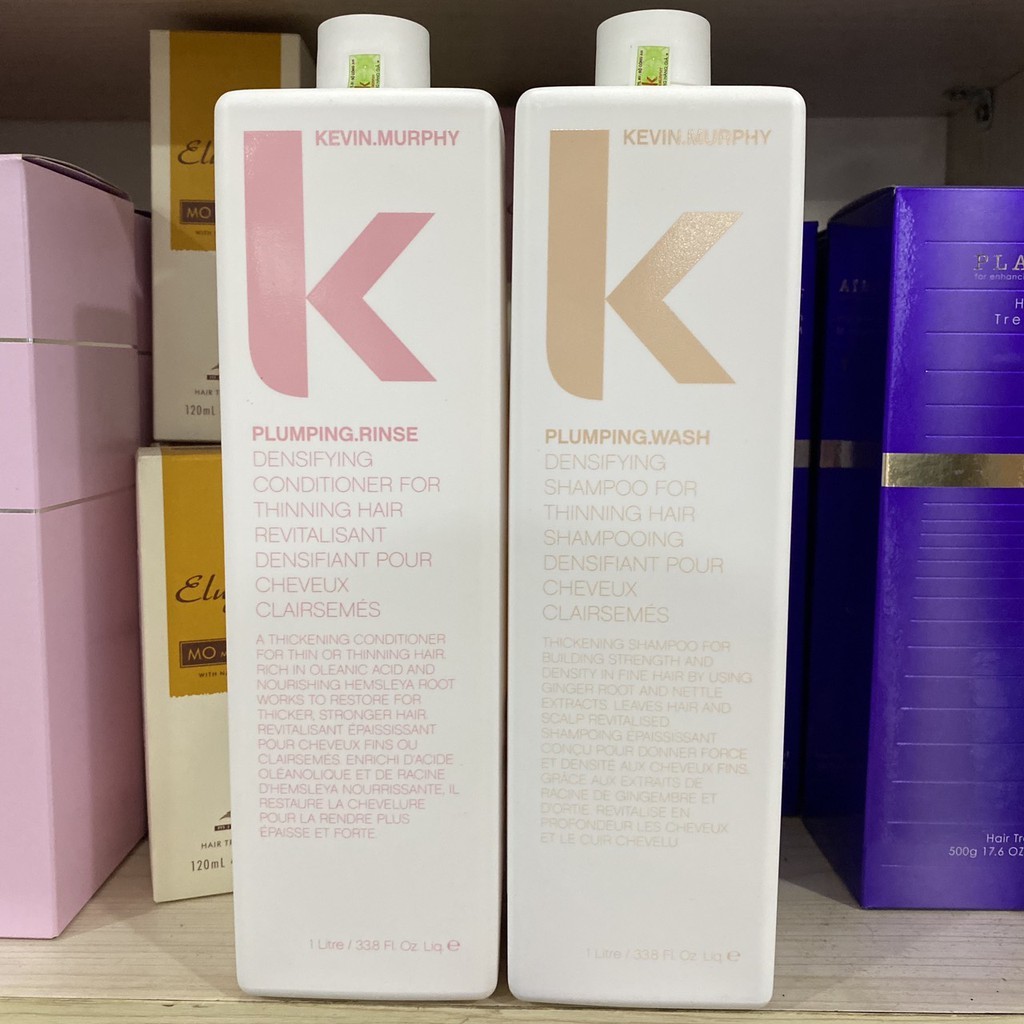 KEVIN.MURPHY
k
PLUMPING.RINSE
DENSIFYING
CONDITIONER FOR
THINNING HAIR
REVITALISANT
DENSIFIANT POUR
CHEVEUX
CLAIRSEMÉS
A THICKENING CONDITIONER
FOR THIN OR THINNING HAIR.
RICH IN OLEANIC ACID AND
NOURISHING HEMSLEYA ROOT
WORKS TO RESTORE FOR
THICKER, STRONGER HAIR.
REVITALISANT ÉPAISSISSANT
POUR CHEVEUX FINS OU
CLAIRSEMÉS. ENRICHI D'ACIDE
OLÉANOLIQUE ET DE RACINE
D'HEMSLEYA NOURRISSANTE, IL
RESTAURE LA CHEVELURE
POUR LA RENDRE PLUS
ÉPAISSE ET FORTE.
1 Litre / 33.8 Fl. Oz. Liq. ℮
KEVIN.MURPHY
k
PLUMPING.WASH
DENSIFYING
SHAMPOO FOR
THINNING HAIR
SHAMPOOING
DENSIFIANT POUR
CHEVEUX
CLAIRSEMÉS
THICKENING SHAMPOO FOR
BUILDING STRENGTH AND
DENSITY IN FINE HAIR BY USING
GINGER ROOT AND NETTLE
EXTRACTS. LEAVES HAIR AND
SCALP REVITALISED.
SHAMPOING ÉPAISSISSANT
CONÇU POUR DONNER FORCE
ET DENSITÉ AUX CHEVEUX FINS,
GRÂCE AUX EXTRAITS DE
RACINE DE GINGEMBRE ET
D'ORTIE. REVITALISE EN
PROFONDEUR LES CHEVEUX
ET LE CUIR CHEVELU.
1 Litre / 33.8 Fl. Oz. Liq. ℮
MO
WITH
120mL
MO
HAIR
120mL
for
Hair
500g 17.6 OZ